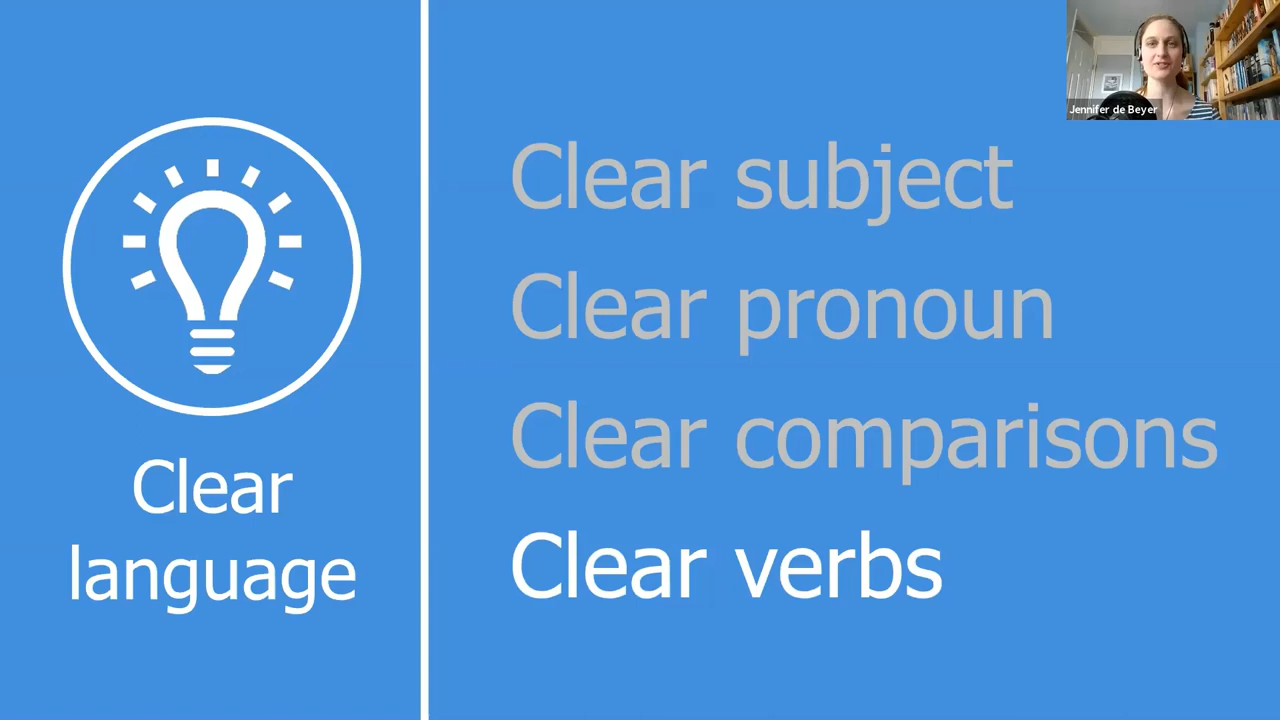 Jennifer de Beyer
Clear subject
Clear pronoun
Clear comparisons
Clear verbs
Clear
language